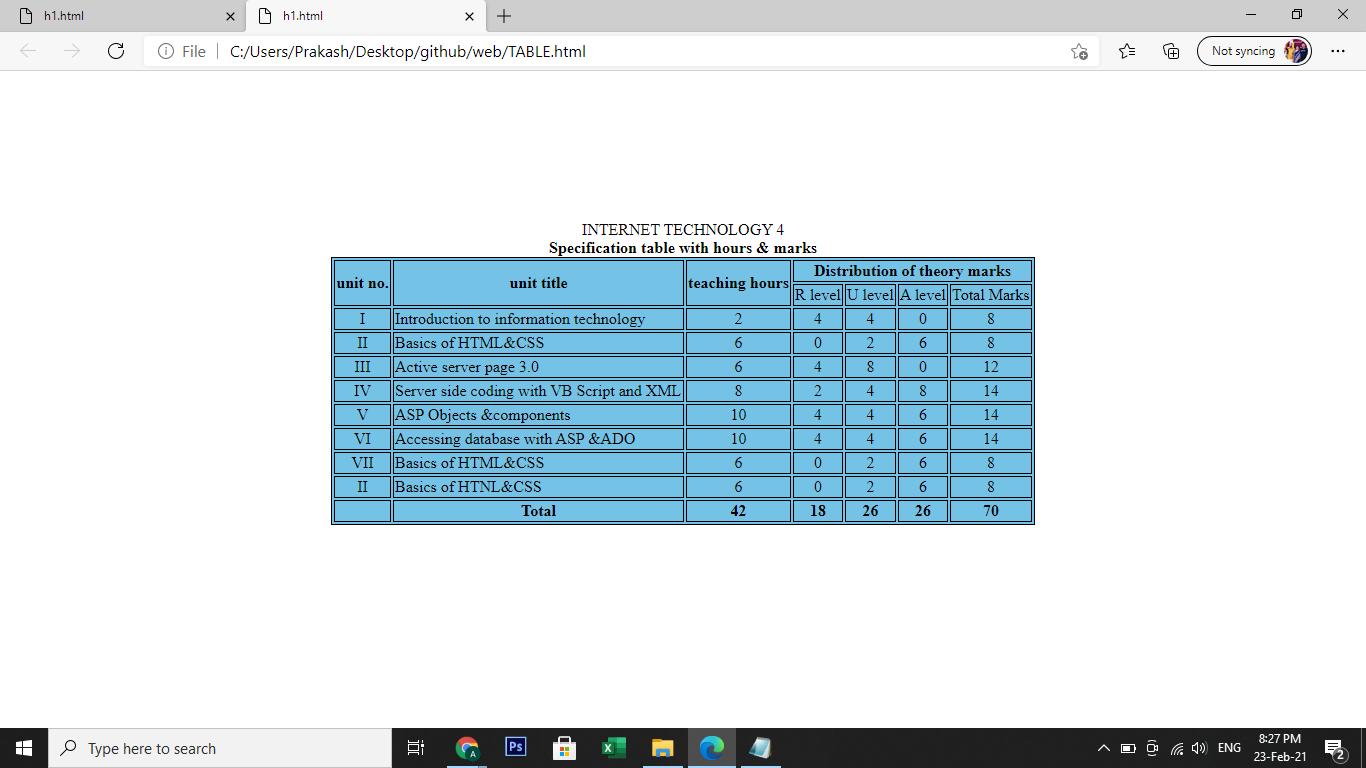 h1.html
h1.html
File C:/Users/Prakash/Desktop/github/web/TABLE.html Not syncing
INTERNET TECHNOLOGY 4
Specification table with hours & marks
unit no. unit title teaching hours Distribution of theory marks
R level U level A level Total Marks
I Introduction to information technology 2 4 4 0 8
II Basics of HTML&CSS 6 0 2 6 8
III Active server page 3.0 6 4 8 0 12
IV Server side coding with VB Script and XML 8 2 4 8 14
V ASP Objects &components 10 4 4 6 14
VI Accessing database with ASP &ADO 10 4 4 6 14
VII Basics of HTML&CSS 6 0 2 6 8
II Basics of HTNL&CSS 6 0 2 6 8
Total 42 18 26 26 70
Type here to search
A
Ps
ENG
8:27 PM
23-Feb-21
2